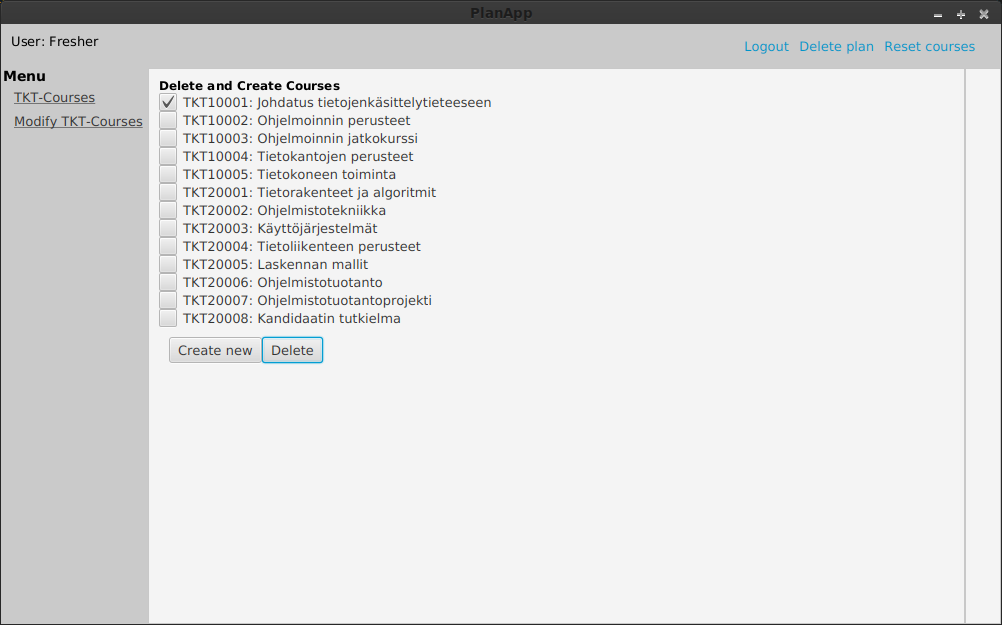 PlanApp
User: Fresher
Logout Delete plan Reset courses
Menu
TKT-Courses
Modify TKT-Courses
Delete and Create Courses
TKT10001: Johdatus tietojenkäsittelytieteeseen
TKT10002: Ohjelmoinnin perusteet
TKT10003: Ohjelmoinnin jatkokurssi
TKT10004: Tietokantojen perusteet
TKT10005: Tietokoneen toiminta
TKT20001: Tietorakenteet ja algoritmit
TKT20002: Ohjelmistotekniikka
TKT20003: Käyttöjärjestelmät
TKT20004: Tietoliikenteen perusteet
TKT20005: Laskennan mallit
TKT20006: Ohjelmistotuotanto
TKT20007: Ohjelmistotuotantoprojekti
TKT20008: Kandidaatin tutkielma
Create new Delete